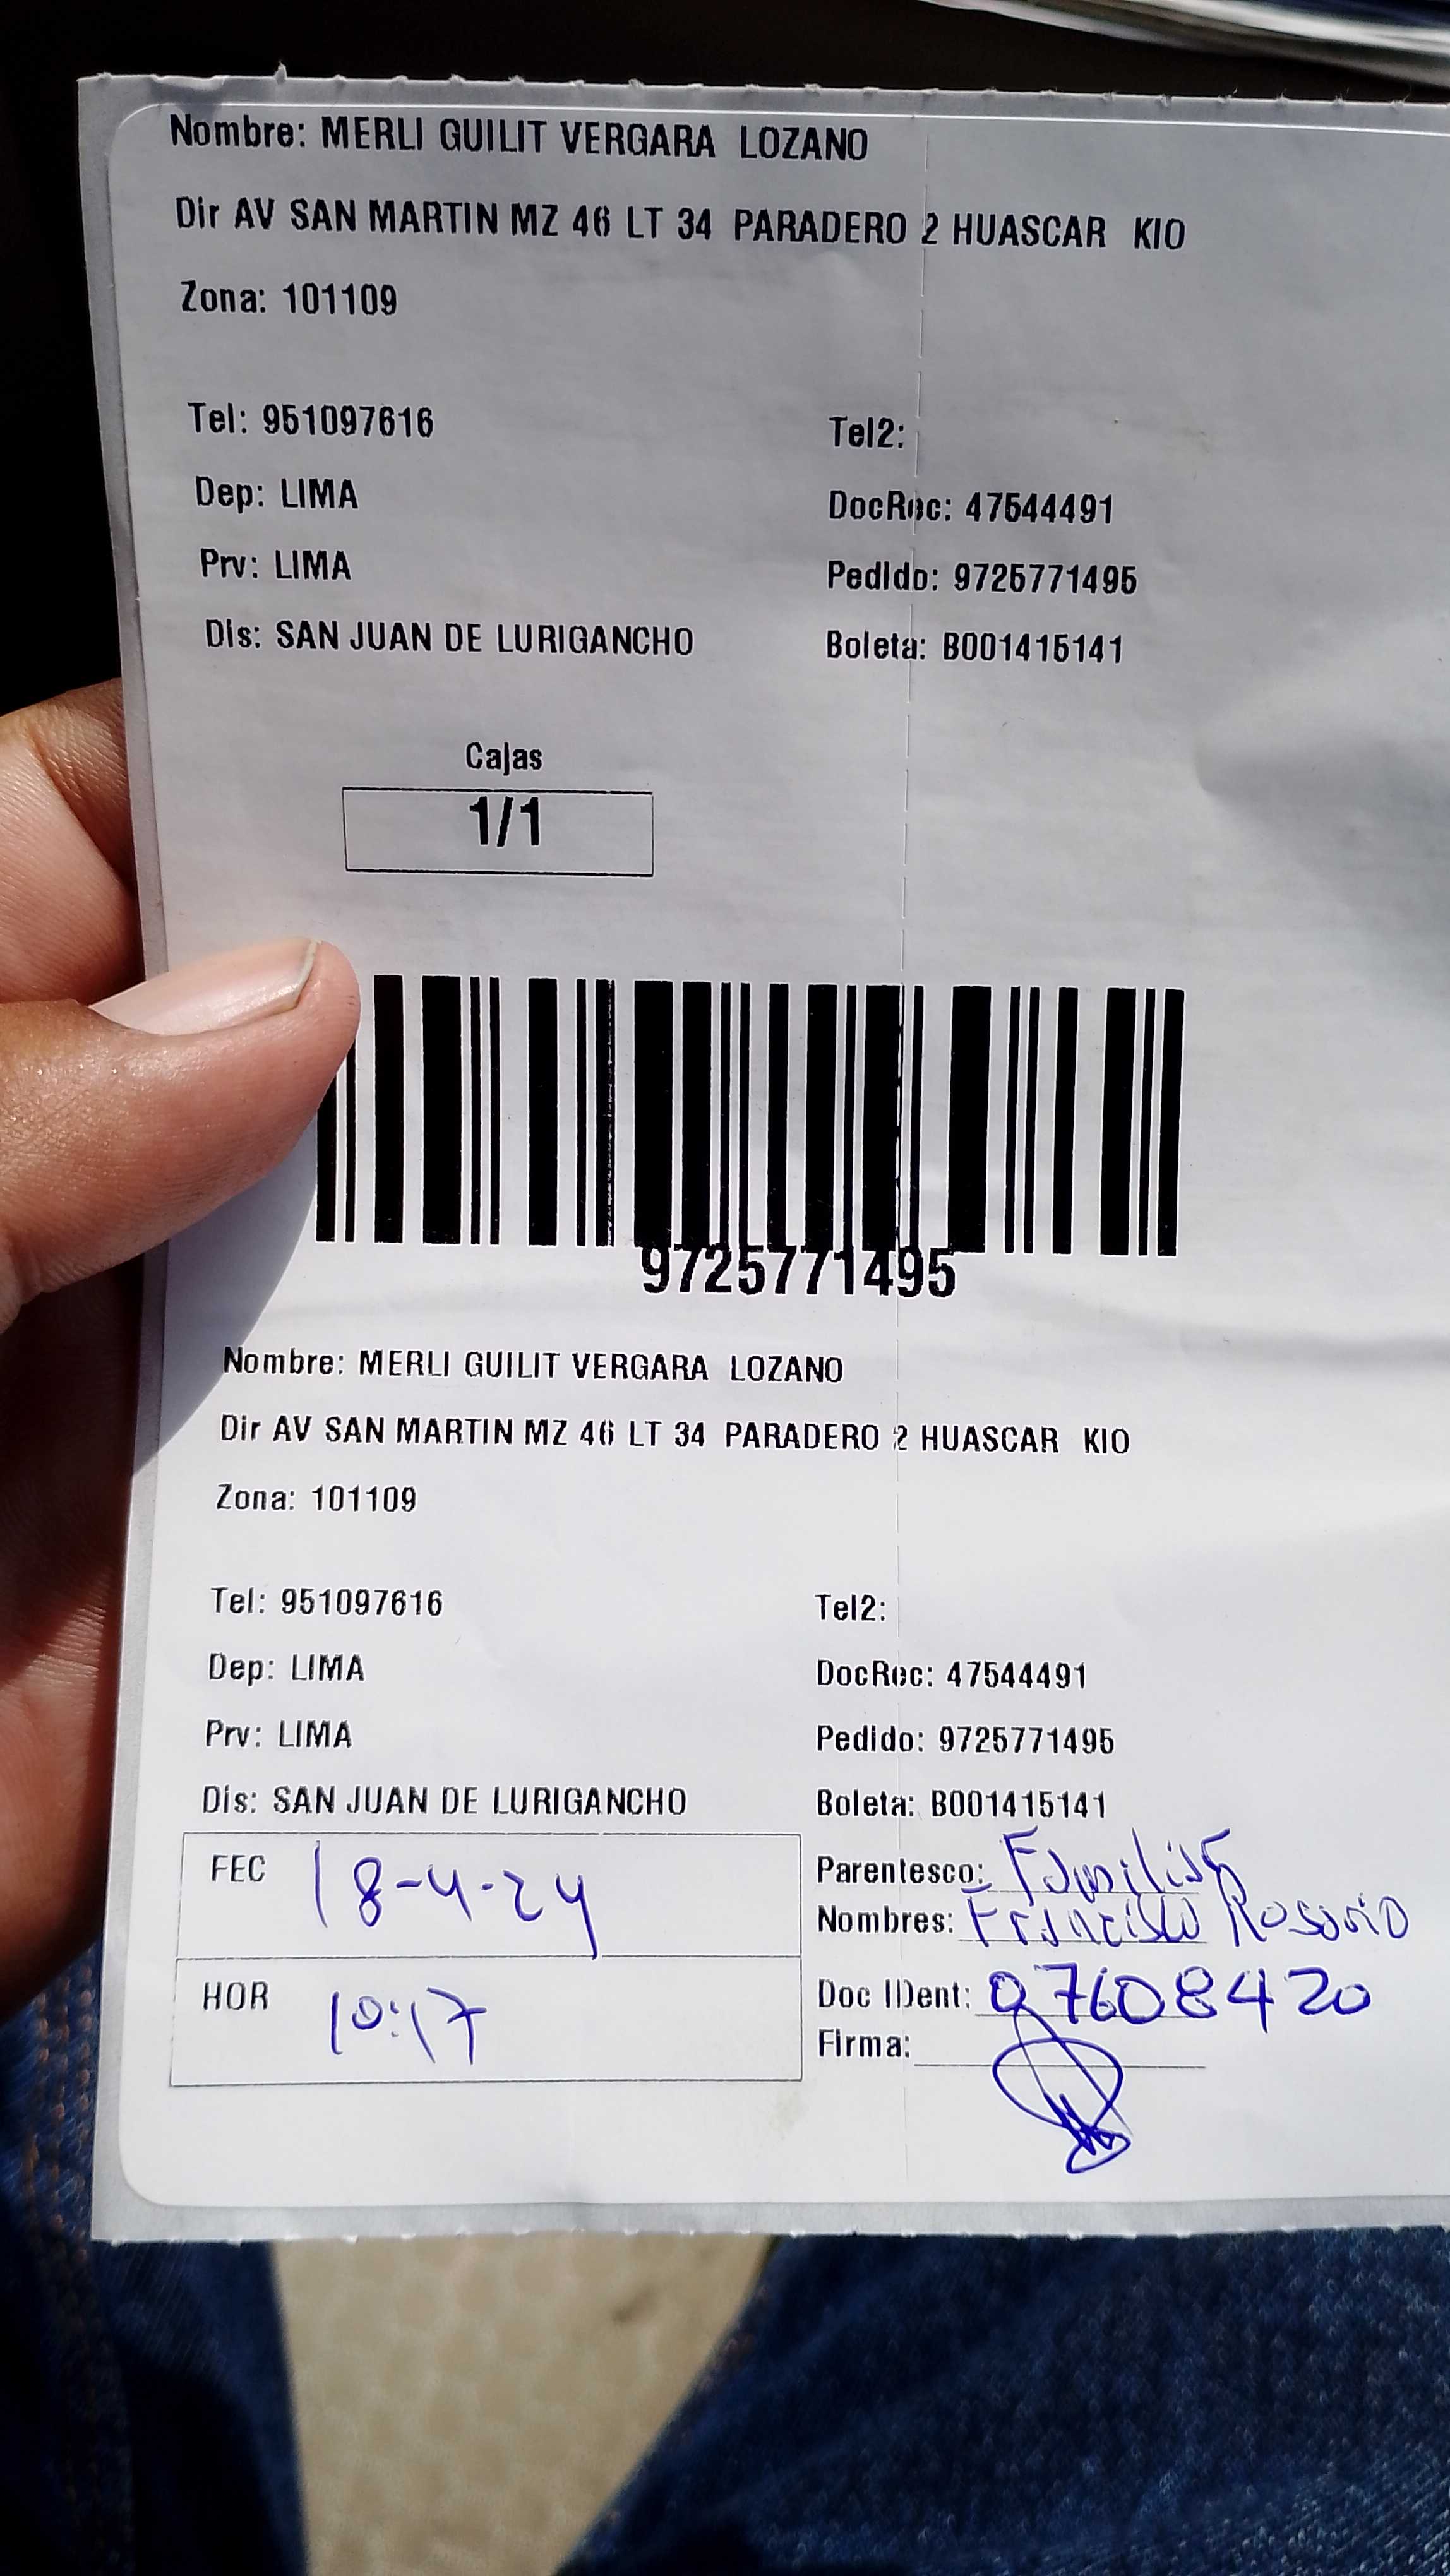 Nombre: MERLI GUILIT VERGARA LOZANO
Dir AV SAN MARTIN MZ 46 LT 34 PARADERO 2 HUASCAR KIO
Zona: 101109
Tel: 951097616 Tel2:
Dep: LIMA DocRec: 47544491
Prv: LIMA Pedido: 9725771495
Dis: SAN JUAN DE LURIGANCHO Boleta: B001415141
Cajas
1/1
9725771495
Nombre: MERLI GUILIT VERGARA LOZANO
Dir AV SAN MARTIN MZ 46 LT 34 PARADERO 2 HUASCAR KIO
Zona: 101109
Tel: 951097616 Tel2:
Dep: LIMA DocRec: 47544491
Prv: LIMA Pedido: 9725771495
Dis: SAN JUAN DE LURIGANCHO Boleta: B001415141
FEC 18-4-24 Parentesco: Familiar
Nombres: Francisco Rosario
HOR 10:17 Doc IDent: 07608420
Firma: